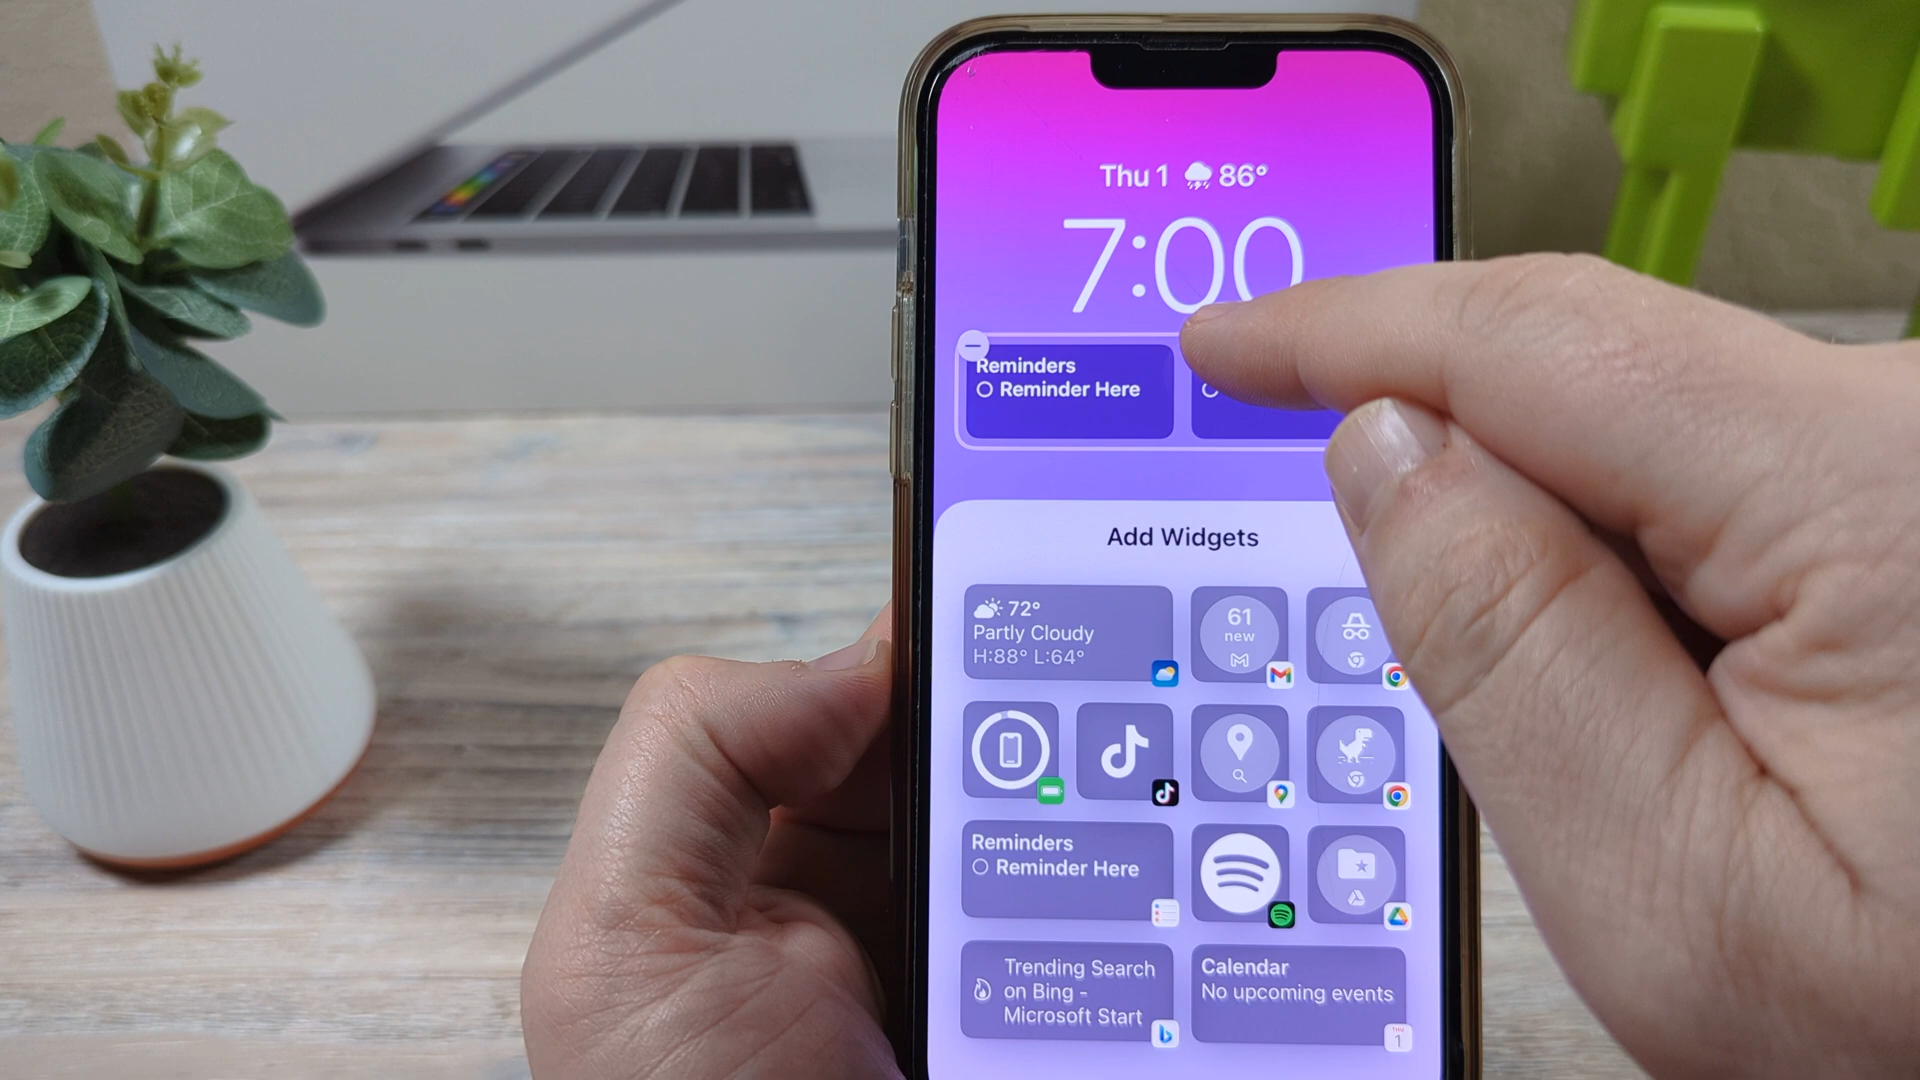 Thu 1 86°
7:00
Reminders
Reminder Here
Add Widgets
72°
Partly Cloudy
H:88° L:64°
61
new
Reminders
Reminder Here
Trending Search
on Bing -
Microsoft Start
Calendar
No upcoming events
THU
1